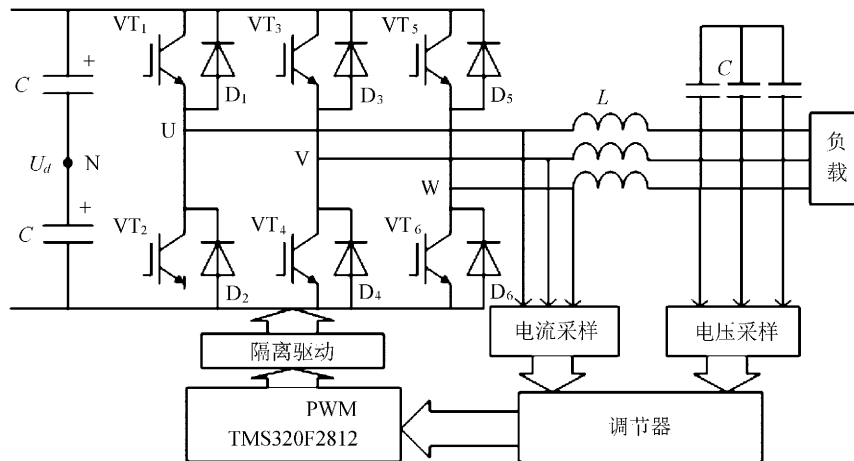 VT1
VT3
VT5
+
C
D1
D3
D5
C
L
U
V
W
负载
Ud
N
+
C
VT2
VT4
VT6
D2
D4
D6
电流采样
电压采样
隔离驱动
PWM
TMS320F2812
调节器